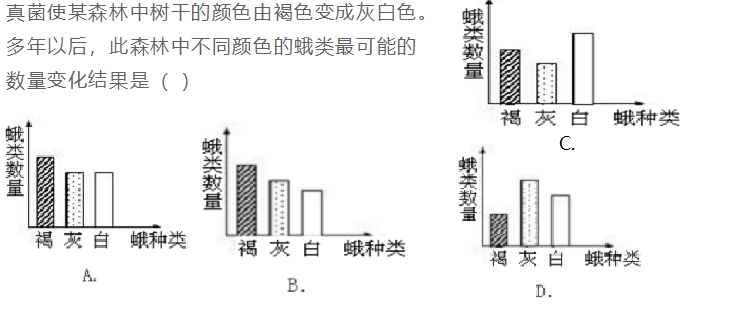 真菌使某森林中树干的颜色由褐色变成灰白色。
多年以后，此森林中不同颜色的蛾类最可能的
数量变化结果是（ ）
蛾类数量
褐 灰 白 蛾种类
A.
蛾类数量
褐 灰 白 蛾种类
B.
蛾类数量
褐 灰 白 蛾种类
C.
蛾类数量
褐 灰 白 蛾种类
D.